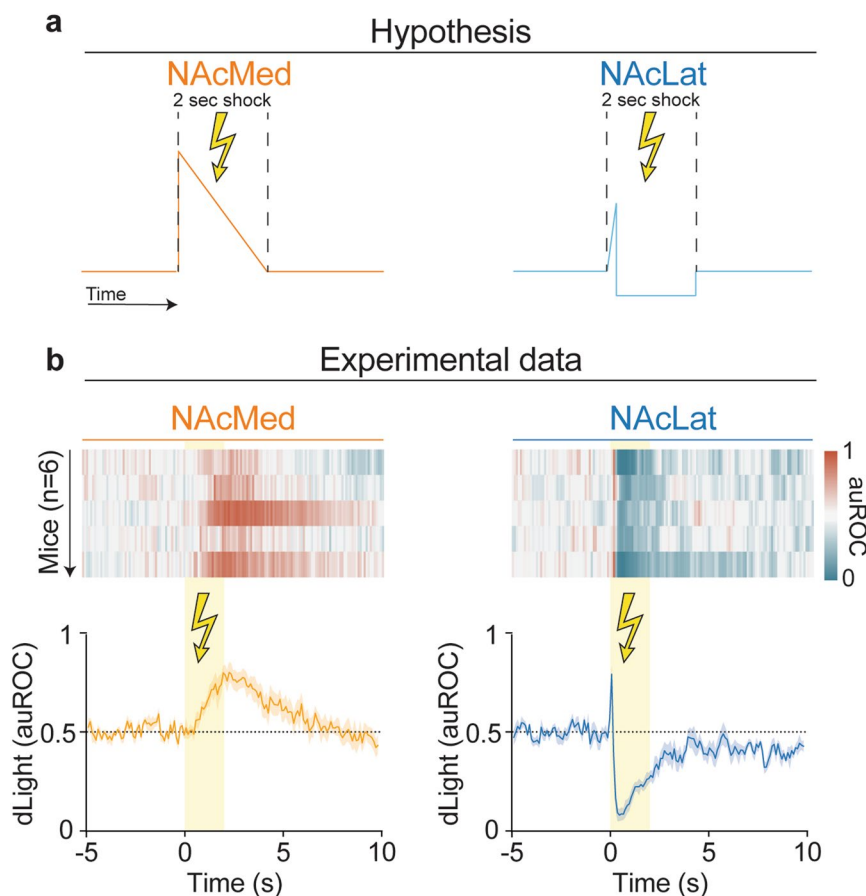 a
Hypothesis
NAcMed
2 sec shock
NAcLat
2 sec shock
Time
b
Experimental data
NAcMed
NAcLat
Mice (n=6)
1
auROC
0
dLight (auROC)
1
0.5
0
-5
0
5
10
Time (s)
dLight (auROC)
1
0.5
0
-5
0
5
10
Time (s)